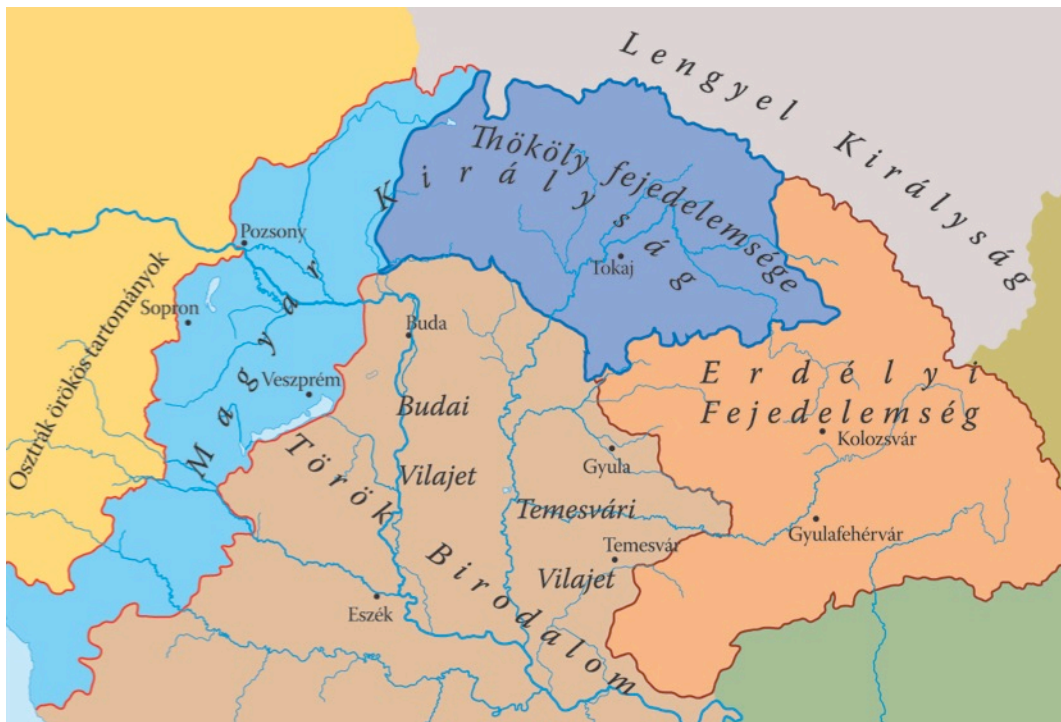 Lengyel Királyság
Thököly fejedelemsége
Magyar Királyság
Pozsony
Tokaj
Osztrák örökös tartományok
Sopron
Buda
Veszprém
Erdélyi
Fejedelemség
Budai
Vilajet
Kolozsvár
Gyula
Török Birodalom
Temesvári
Vilajet
Gyulafehérvár
Temesvár
Eszék